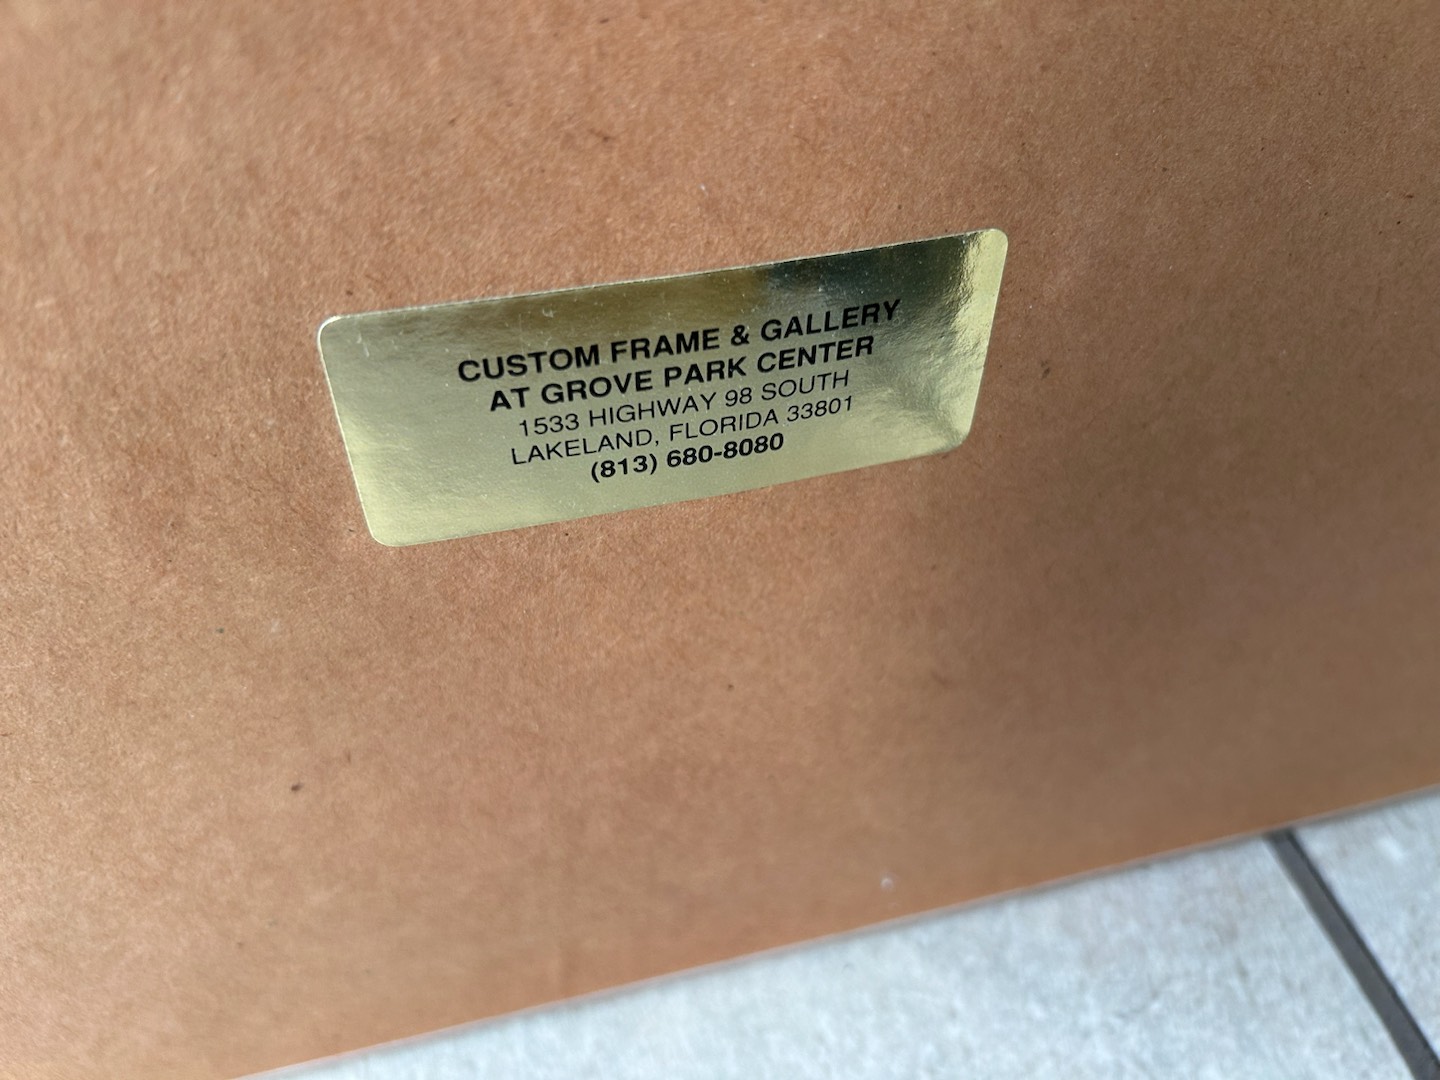 CUSTOM FRAME & GALLERY
AT GROVE PARK CENTER
1533 HIGHWAY 98 SOUTH
LAKELAND, FLORIDA 33801
(813) 680-8080